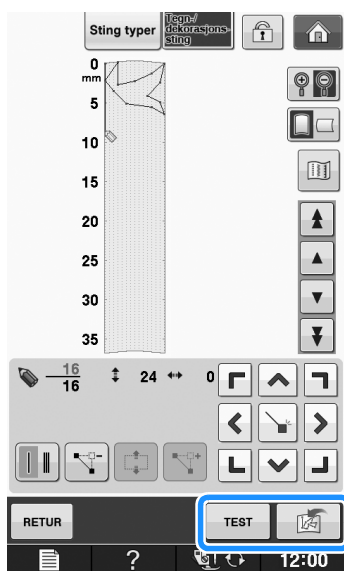 Sting typer
Tegn-/
dekorasjons-
sting
0
mm
5
10
15
20
25
30
35
16
16
24
0
RETUR
TEST
?
12:00